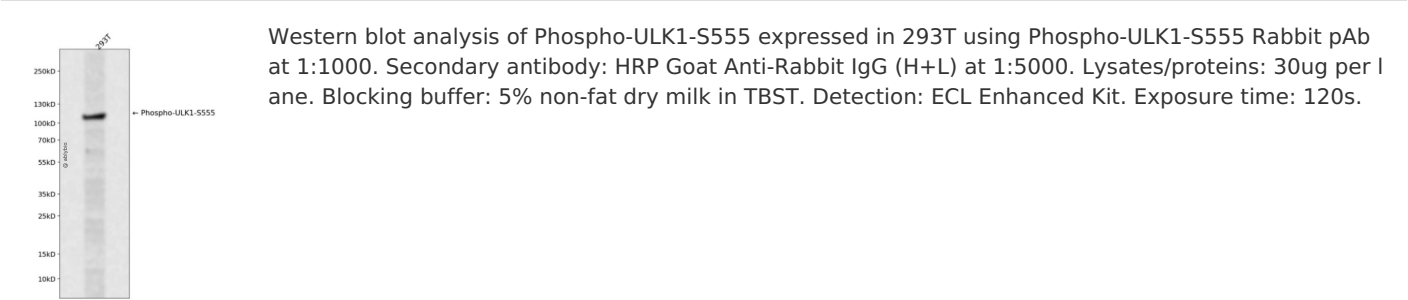 293T
Western blot analysis of Phospho-ULK1-S555 expressed in 293T using Phospho-ULK1-S555 Rabbit pAb
at 1:1000. Secondary antibody: HRP Goat Anti-Rabbit IgG (H+L) at 1:5000. Lysates/proteins: 30ug per l
ane. Blocking buffer: 5% non-fat dry milk in TBST. Detection: ECL Enhanced Kit. Exposure time: 120s.
250kD
130kD
← Phospho-ULK1-S555
100kD
70kD
55kD
35kD
25kD
15kD
10kD